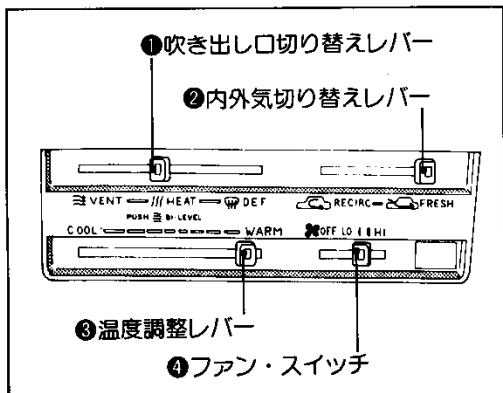 ❶吹き出し口切り替えレバー
❷内外気切り替えレバー
VENT HEAT DEF RECIRC FRESH
PUSH BI-LEVEL
COOL WARM OFF LO HI
❸温度調整レバー
❹ファン・スイッチ